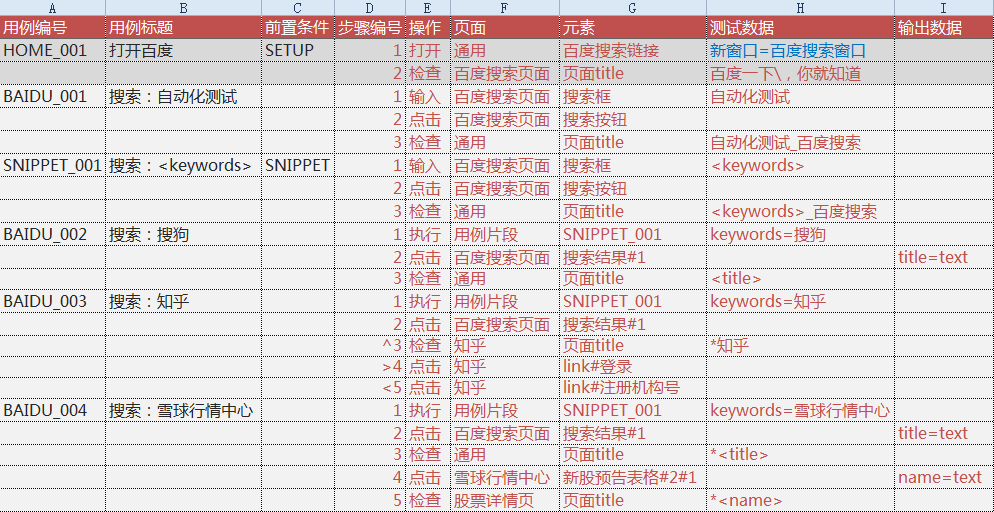 A B C D E F G H I
用例编号 用例标题 前置条件 步骤编号 操作 页面 元素 测试数据 输出数据
HOME_001 打开百度 SETUP 1 打开 通用 百度搜索链接 新窗口=百度搜索窗口
2 检查 百度搜索页面 页面title 百度一下\，你就知道
BAIDU_001 搜索：自动化测试 1 输入 百度搜索页面 搜索框 自动化测试
2 点击 百度搜索页面 搜索按钮
3 检查 通用 页面title 自动化测试_百度搜索
SNIPPET_001 搜索：<keywords> SNIPPET 1 输入 百度搜索页面 搜索框 <keywords>
2 点击 百度搜索页面 搜索按钮
3 检查 通用 页面title <keywords>_百度搜索
BAIDU_002 搜索：搜狗 1 执行 用例片段 SNIPPET_001 keywords=搜狗
2 点击 百度搜索页面 搜索结果#1 title=text
3 检查 通用 页面title <title>
BAIDU_003 搜索：知乎 1 执行 用例片段 SNIPPET_001 keywords=知乎
2 点击 百度搜索页面 搜索结果#1
^3 检查 知乎 页面title *知乎
>4 点击 知乎 link#登录
<5 点击 知乎 link#注册机构号
BAIDU_004 搜索：雪球行情中心 1 执行 用例片段 SNIPPET_001 keywords=雪球行情中心
2 点击 百度搜索页面 搜索结果#1 title=text
3 检查 通用 页面title *<title>
4 点击 雪球行情中心 新股预告表格#2#1 name=text
5 检查 股票详情页 页面title *<name>